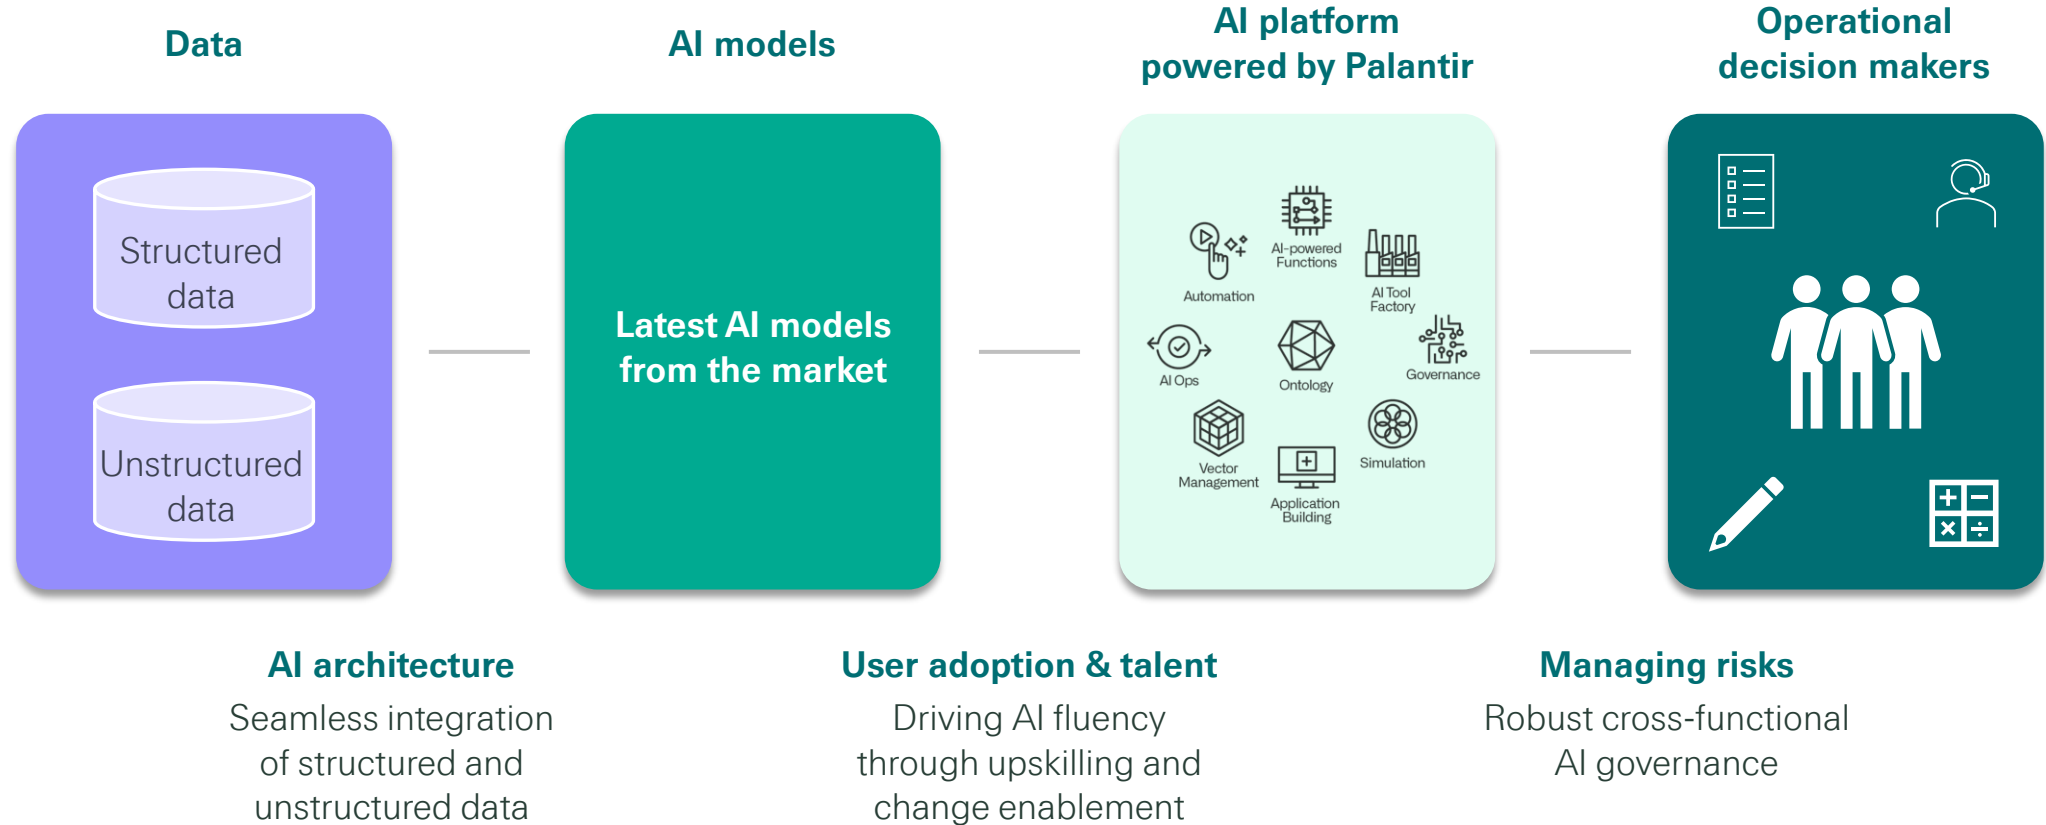 Data
AI models
AI platform
powered by Palantir
Operational
decision makers
Structured
data
Unstructured
data
Latest AI models
from the market
AI-powered
Functions
Automation
AI Tool
Factory
AI Ops
Ontology
Governance
Vector
Management
Simulation
Application
Building
AI architecture
Seamless integration
of structured and
unstructured data
User adoption & talent
Driving AI fluency
through upskilling and
change enablement
Managing risks
Robust cross-functional
AI governance